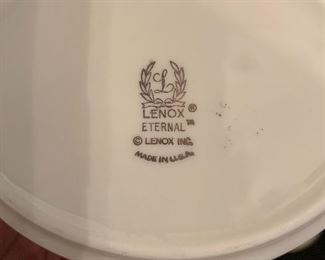 L
LENOX®
ETERNAL™
© LENOX INC.
MADE IN U.S.A.